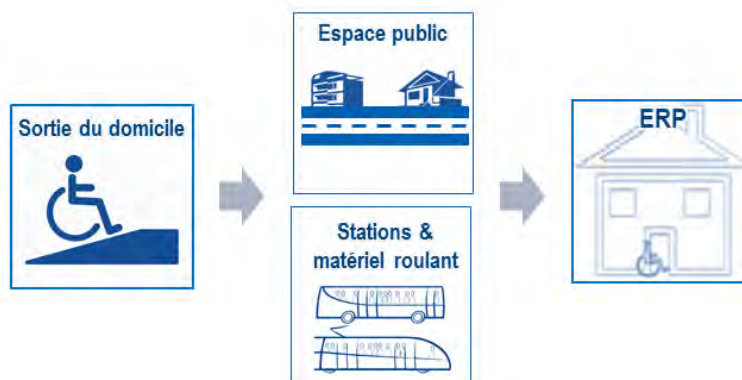 Sortie du domicile
Espace public
Stations &
matériel roulant
ERP